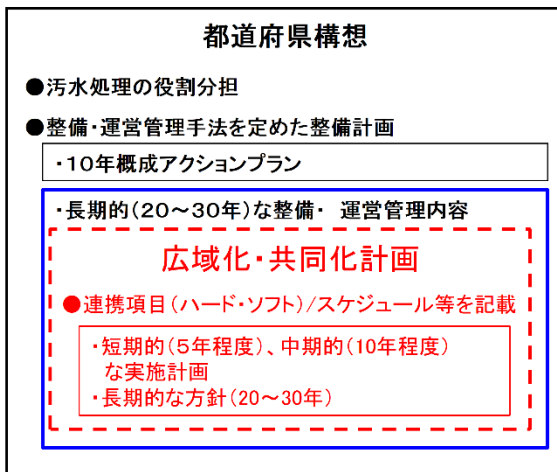 都道府県構想
●汚水処理の役割分担
●整備・運営管理手法を定めた整備計画
・10年概成アクションプラン
・長期的(20～30年)な整備・ 運営管理内容
広域化・共同化計画
●連携項目(ハード・ソフト)/スケジュール等を記載
・短期的(5年程度)、中期的(10年程度)
な実施計画
・長期的な方針(20～30年)